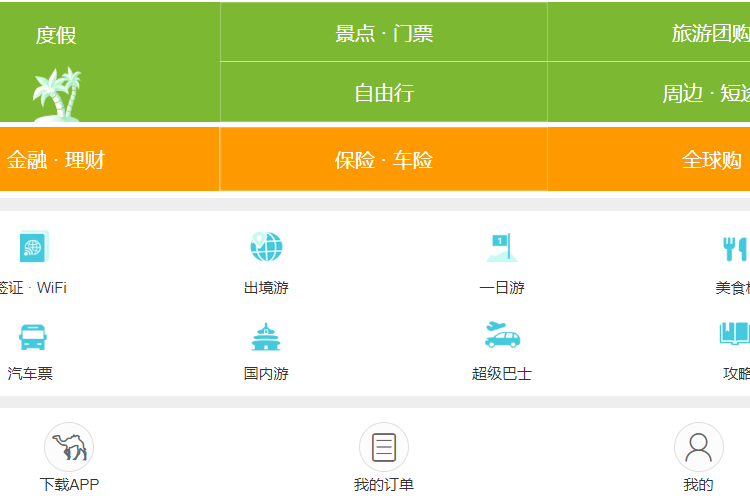 度假
景点 · 门票
旅游团购
自由行
周边 · 短途
金融 · 理财
保险 · 车险
全球购
签证 · WiFi
出境游
1
一日游
美食
汽车票
国内游
超级巴士
攻略
下载APP
我的订单
我的